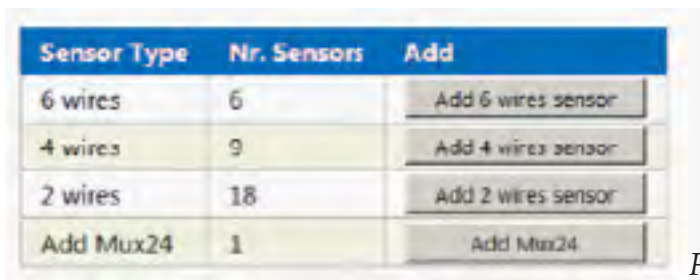 Sensor Type Nr. Sensors Add
6 wires 6 Add 6 wires sensor
4 wires 9 Add 4 wires sensor
2 wires 18 Add 2 wires sensor
Add Mux24 1 Add Mux24